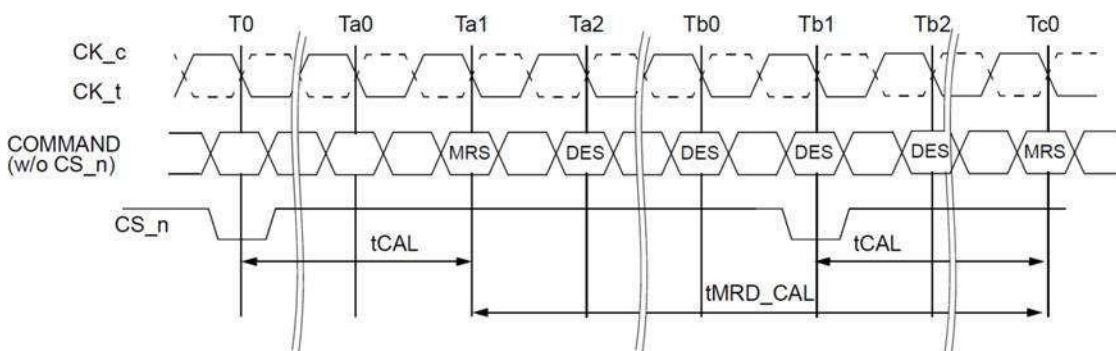 T0 Ta0 Ta1 Ta2 Tb0 Tb1 Tb2 Tc0
CK_c
CK_t
COMMAND
(w/o CS_n)
MRS DES DES DES DES MRS
CS_n
tCAL tCAL
tMRD_CAL